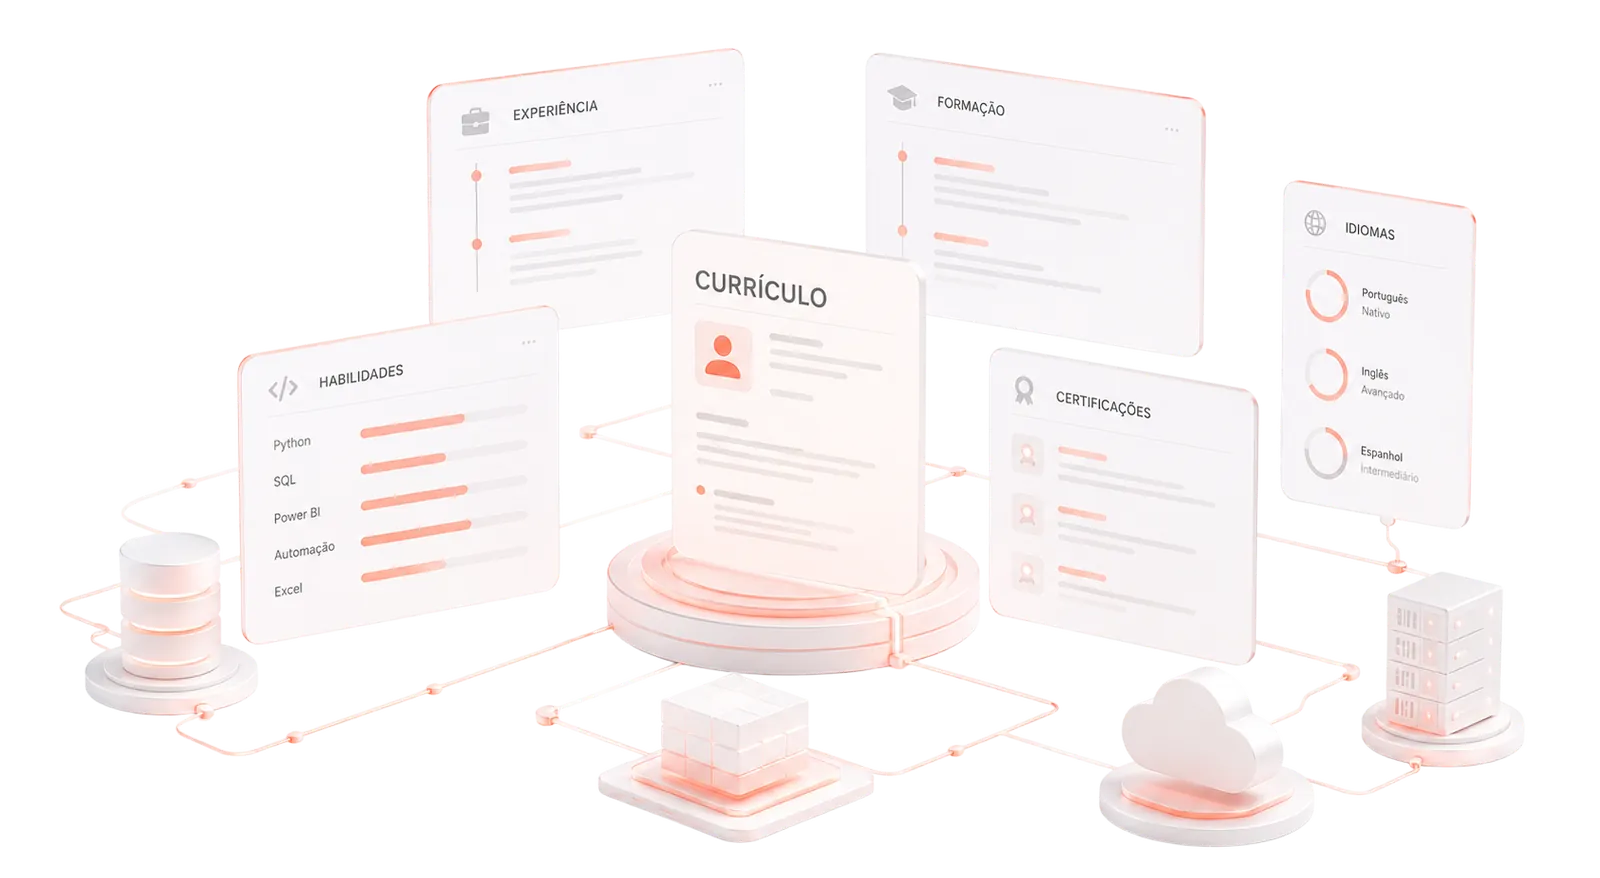 EXPERIÊNCIA
FORMAÇÃO
IDIOMAS
Português
Nativo
Inglês
Avançado
Espanhol
Intermediário
CURRÍCULO
HABILIDADES
Python
SQL
Power BI
Automação
Excel
CERTIFICAÇÕES